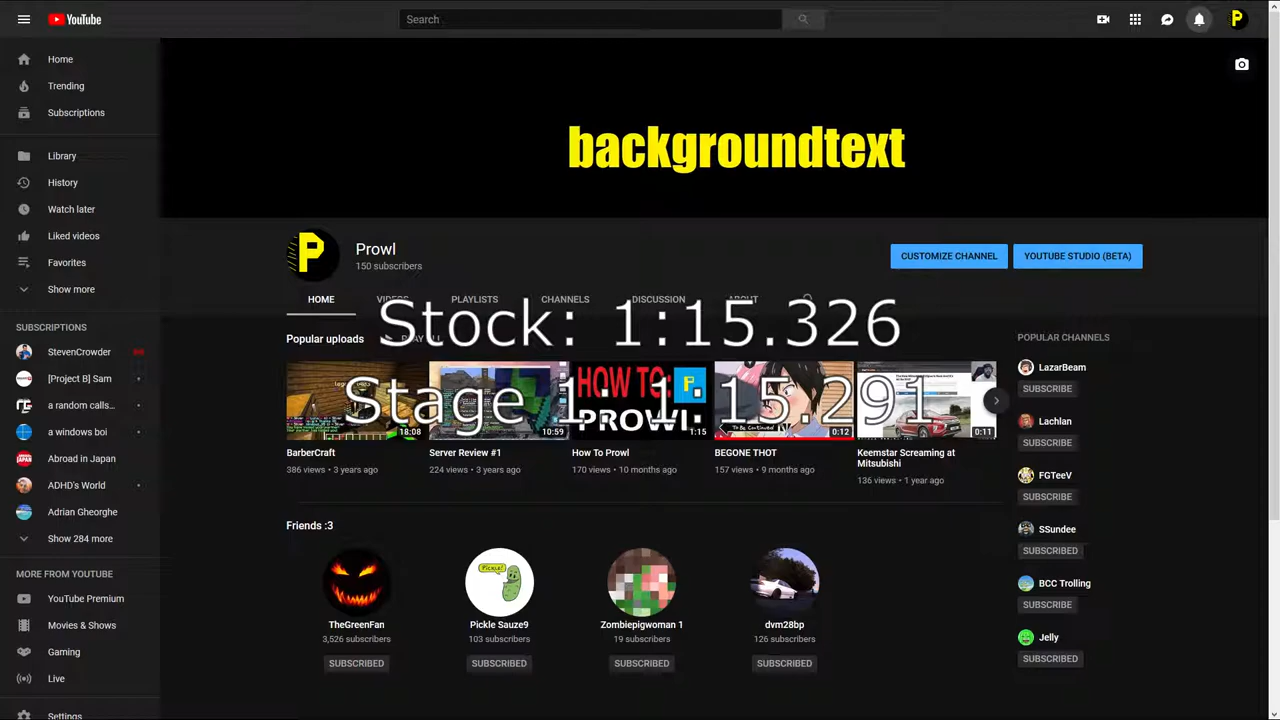 YouTube
Search
P
Home
Trending
Subscriptions
Library
History
Watch later
Liked videos
Favorites
Show more
SUBSCRIPTIONS
StevenCrowder
[Project B] Sam
a random calls...
a windows boi
Abroad in Japan
ADHD's World
Adrian Gheorghe
Show 284 more
MORE FROM YOUTUBE
YouTube Premium
Movies & Shows
Gaming
Live
Settings
backgroundtext
P
Prowl
150 subscribers
CUSTOMIZE CHANNEL
YOUTUBE STUDIO (BETA)
HOME
VIDEOS
PLAYLISTS
CHANNELS
DISCUSSION
ABOUT
Stock: 1:15.326
Stage 1: 1:15.291
Popular uploads
PLAY ALL
18:08
10:59
HOW TO:
P
PROWL
1:15
To Be Continued
0:12
0:11
BarberCraft
386 views • 3 years ago
Server Review #1
224 views • 3 years ago
How To Prowl
170 views • 10 months ago
BEGONE THOT
157 views • 9 months ago
Keemstar Screaming at
Mitsubishi
136 views • 1 year ago
Friends :3
TheGreenFan
3,526 subscribers
SUBSCRIBED
Pickle!
Pickle Sauze9
103 subscribers
SUBSCRIBED
Zombiepigwoman 1
19 subscribers
SUBSCRIBED
dvm28bp
126 subscribers
SUBSCRIBED
POPULAR CHANNELS
LazarBeam
SUBSCRIBE
Lachlan
SUBSCRIBE
FGTeeV
SUBSCRIBE
SSundee
SUBSCRIBED
BCC Trolling
SUBSCRIBE
Jelly
SUBSCRIBED